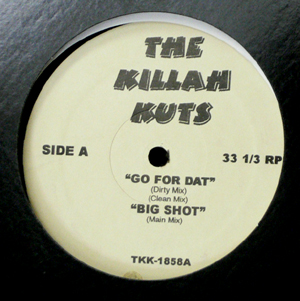 THE
KILLAH
KUTS
SIDE A
33 1/3 RP
"GO FOR DAT"
(Dirty Mix)
(Clean Mix)
"BIG SHOT"
(Main Mix)
TKK-1858A